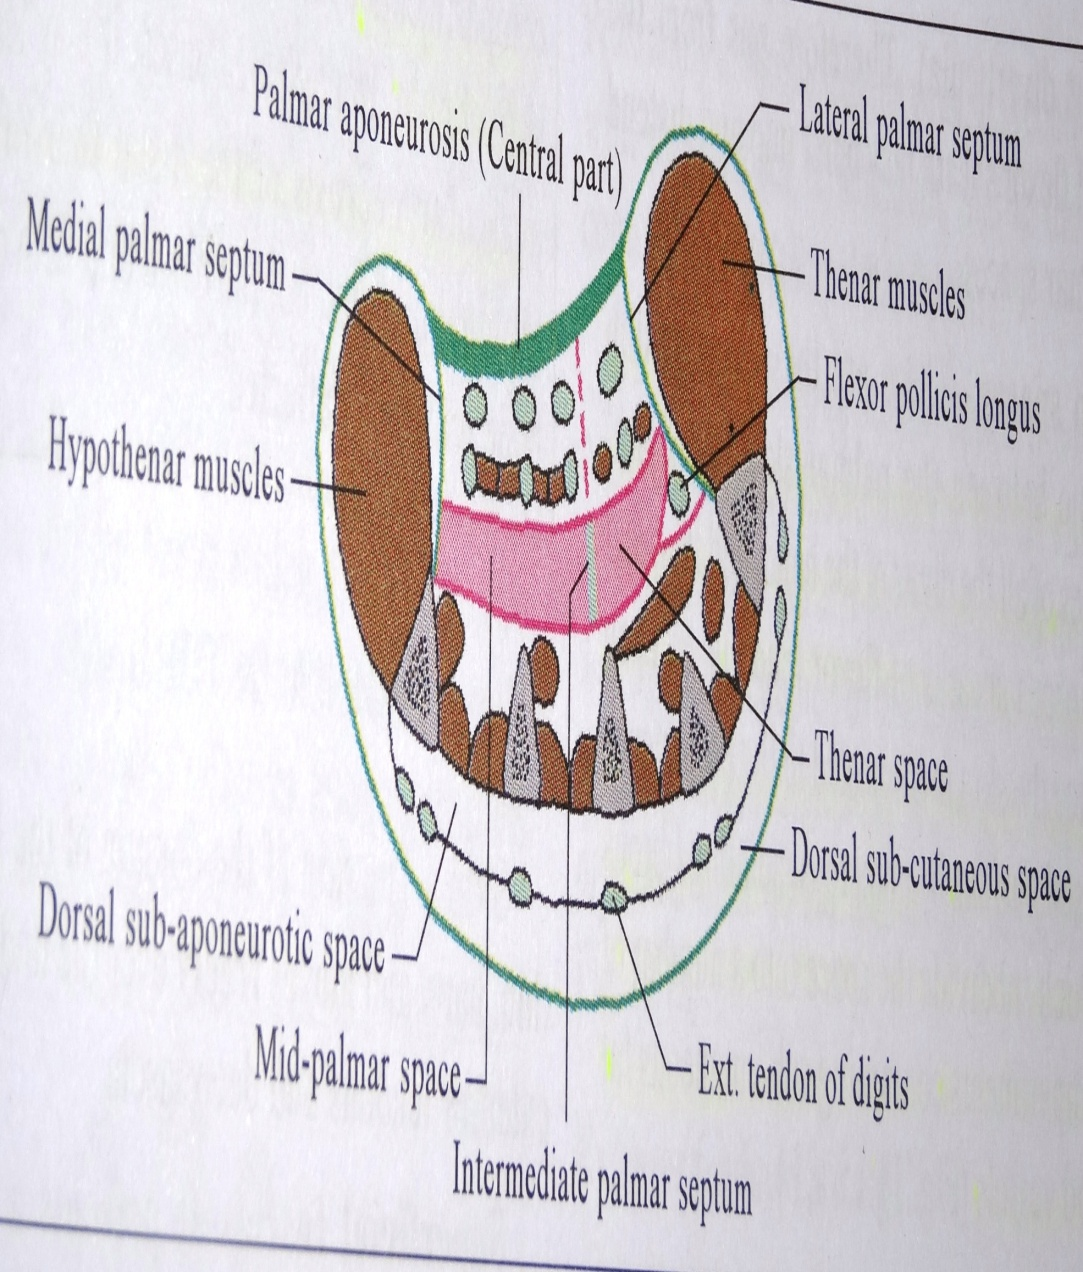 Palmar aponeurosis (Central part)
Lateral palmar septum
Medial palmar septum
Thenar muscles
Flexor pollicis longus
Hypothenar muscles
Thenar space
Dorsal sub-cutaneous space
Dorsal sub-aponeurotic space
Mid-palmar space
Ext. tendon of digits
Intermediate palmar septum